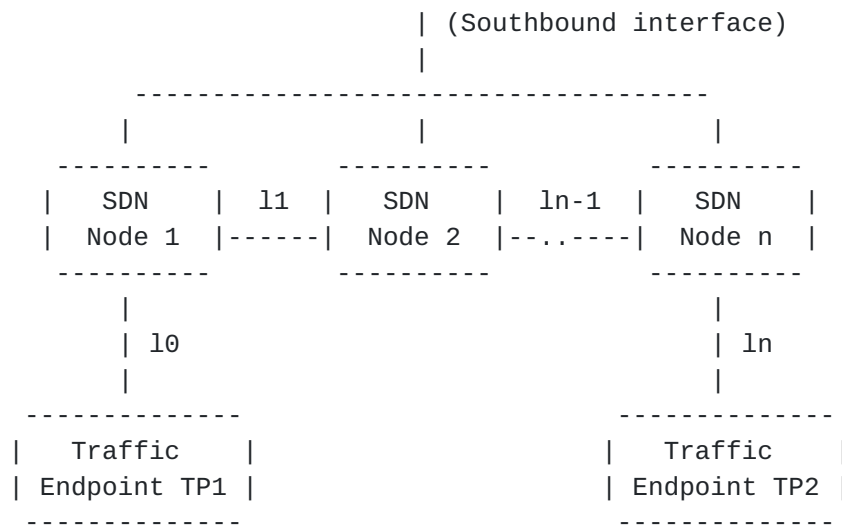 | (Southbound interface)
|
-------------------------------------
| | |
---------- ---------- ----------
| SDN | l1 | SDN | ln-1 | SDN |
| Node 1 |------| Node 2 |--..----| Node n |
---------- ---------- ----------
| |
| l0 | ln
| |
-------------- --------------
| Traffic | | Traffic |
| Endpoint TP1 | | Endpoint TP2 |
-------------- --------------